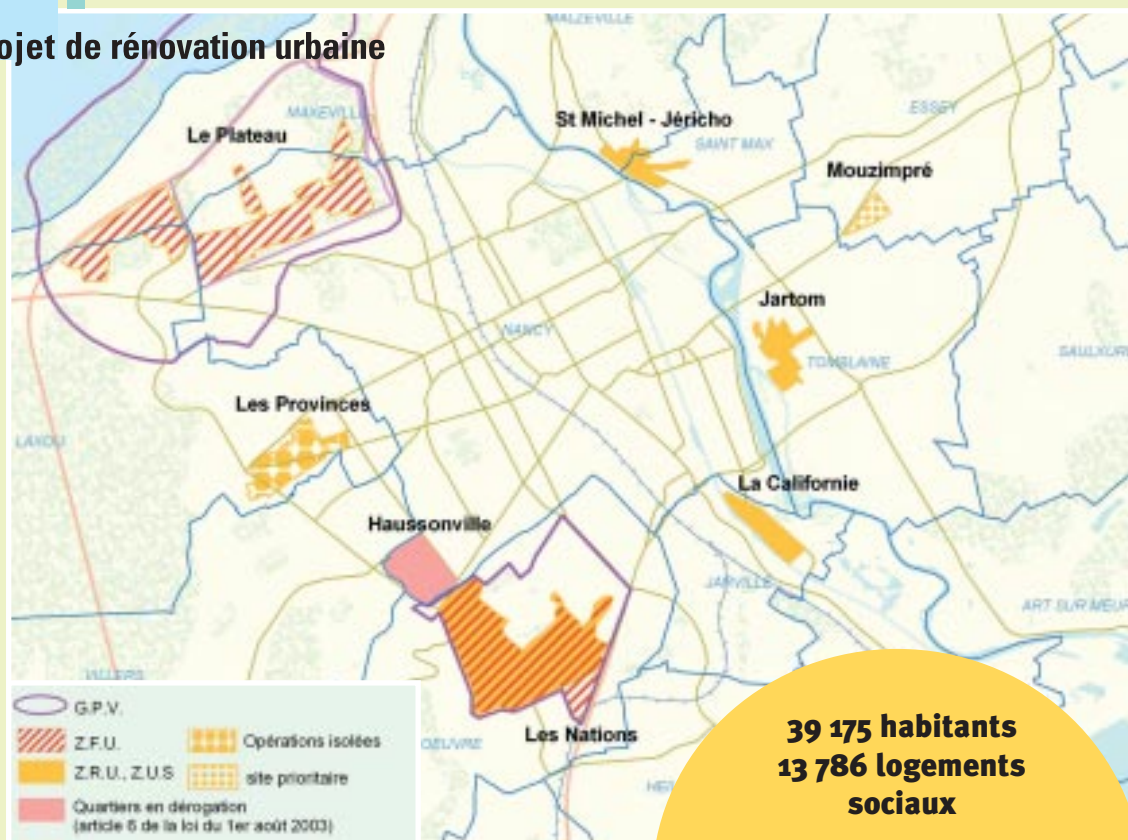 ojet de rénovation urbaine
MALZEVILLE
MAXEVILLE
Le Plateau
St Michel - Jéricho
SAINT MAX
ESSEY
Mouzimpré
Jartom
NANCY
TOMBLAINE
SAULXUR
Les Provinces
LAXOU
La Californie
Haussonville
JARVILLE
ART SUR MEUR
VILLERS
Les Nations
OEUVRE
G.P.V.
Z.F.U.
Opérations isolées
Z.R.U., Z.U.S
site prioritaire
Quartiers en dérogation
(article 6 de la loi du 1er août 2003)
39 175 habitants
13 786 logements
sociaux